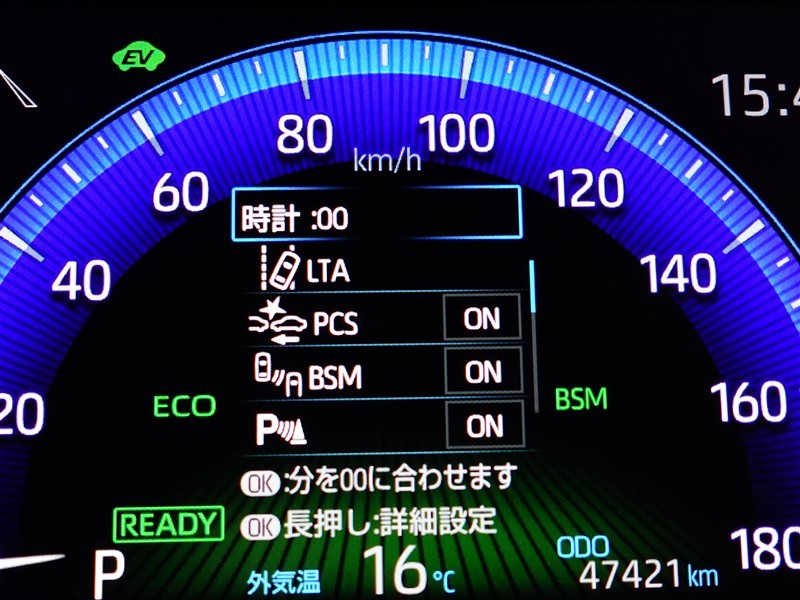 EV
15:4
80
100
km/h
60
120
時計 :00
40
LTA
140
PCS
ON
BSM
ON
20
ECO
BSM
160
P
ON
OK:分を00に合わせます
READY
OK長押し:詳細設定
P
外気温
16℃
ODO
47421km
180